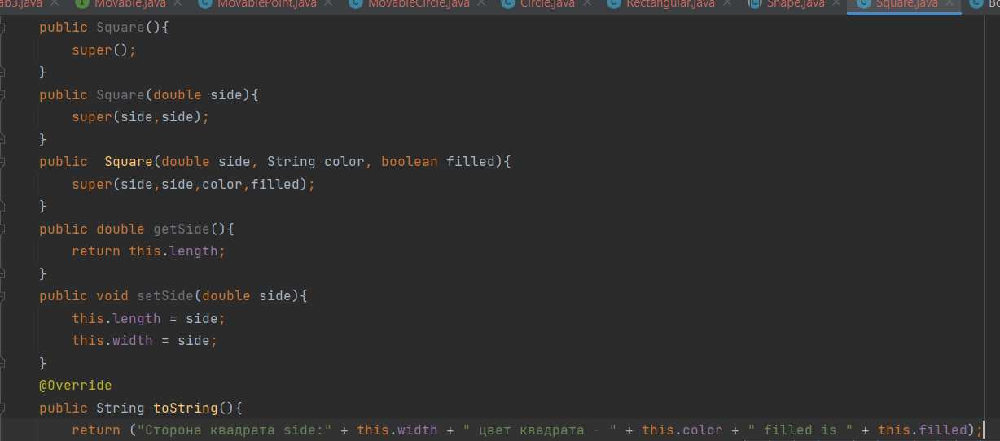 ab3.java Movable.java MovablePoint.java MovableCircle.java Circle.java Rectangular.java Shape.java Square.java
public Square(){
super();
}
public Square(double side){
super(side,side);
}
public  Square(double side, String color, boolean filled){
super(side,side,color,filled);
}
public double getSide(){
return this.length;
}
public void setSide(double side){
this.length = side;
this.width = side;
}
@Override
public String toString(){
return ("Сторона квадрата side:" + this.width + " цвет квадрата - " + this.color + " filled is " + this.filled);